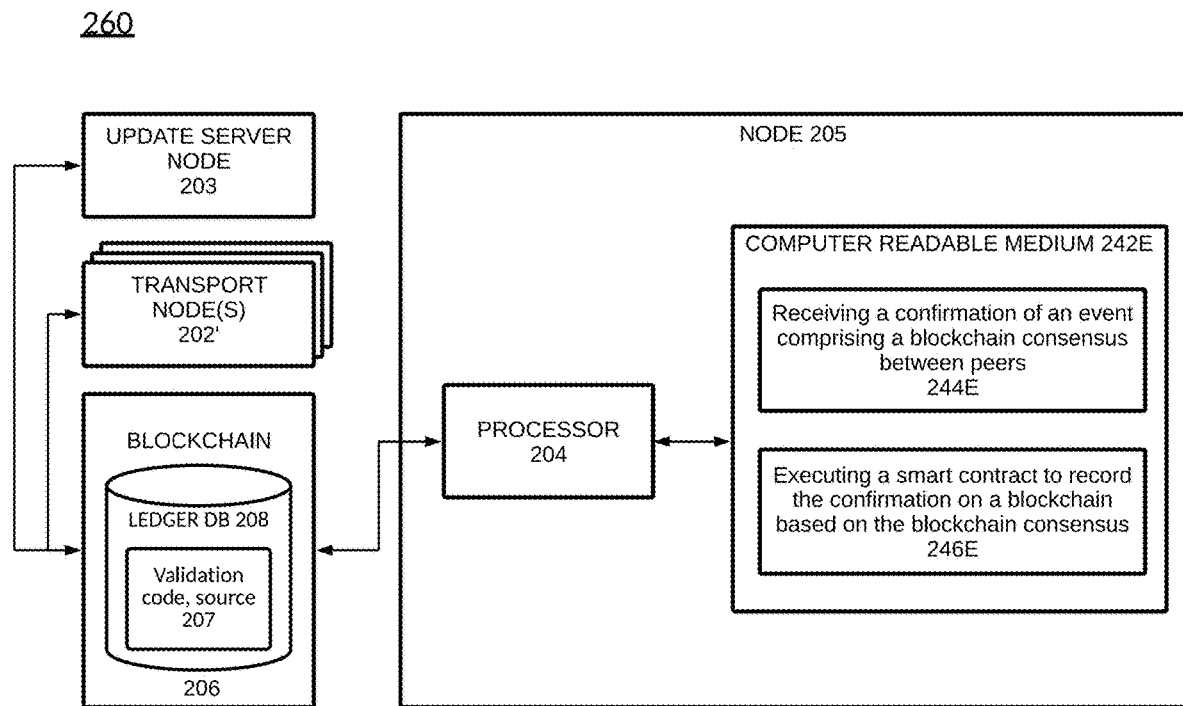 260
UPDATE SERVER
NODE
203
TRANSPORT
NODE(S)
202'
BLOCKCHAIN
LEDGER DB 208
Validation
code, source
207
206
NODE 205
PROCESSOR
204
COMPUTER READABLE MEDIUM 242E
Receiving a confirmation of an event
comprising a blockchain consensus
between peers
244E
Executing a smart contract to record
the confirmation on a blockchain
based on the blockchain consensus
246E